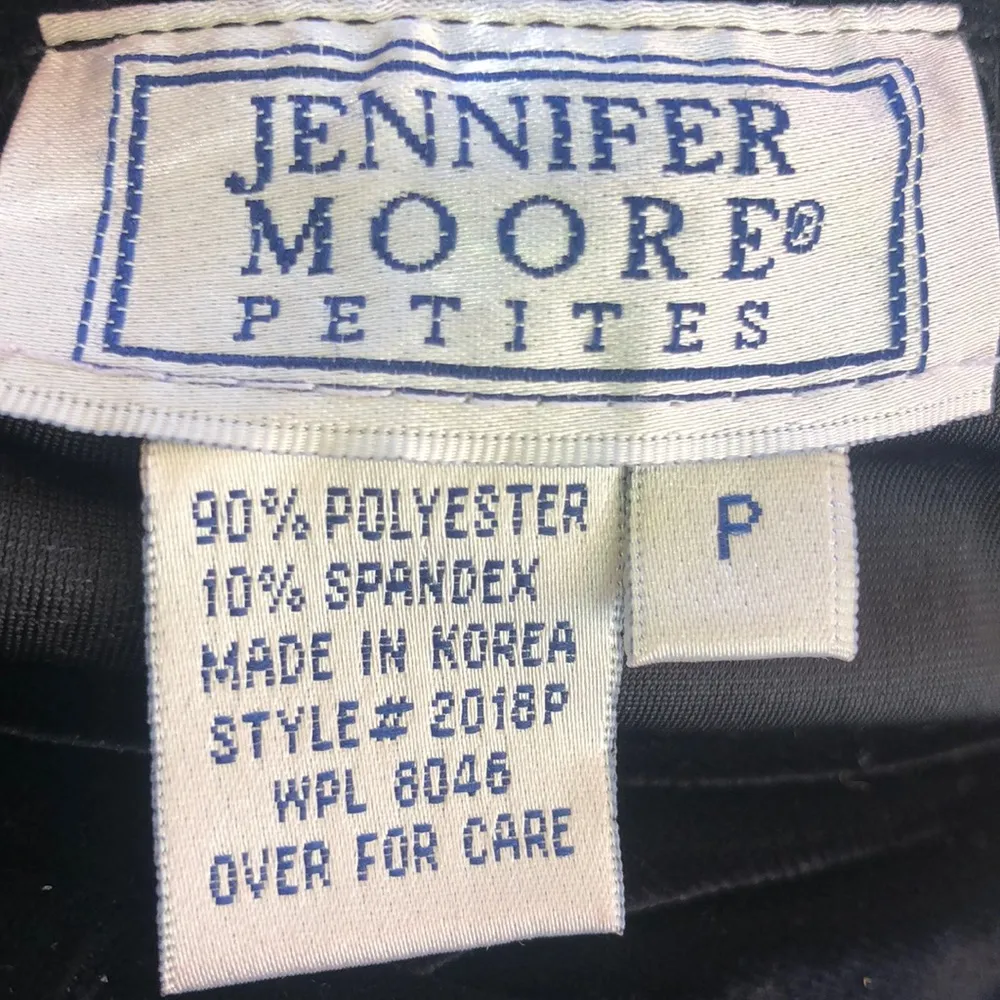 JENNIFER
MOORE®
PETITES
90% POLYESTER
10% SPANDEX
MADE IN KOREA
STYLE# 2018P
WPL 8046
OVER FOR CARE
P